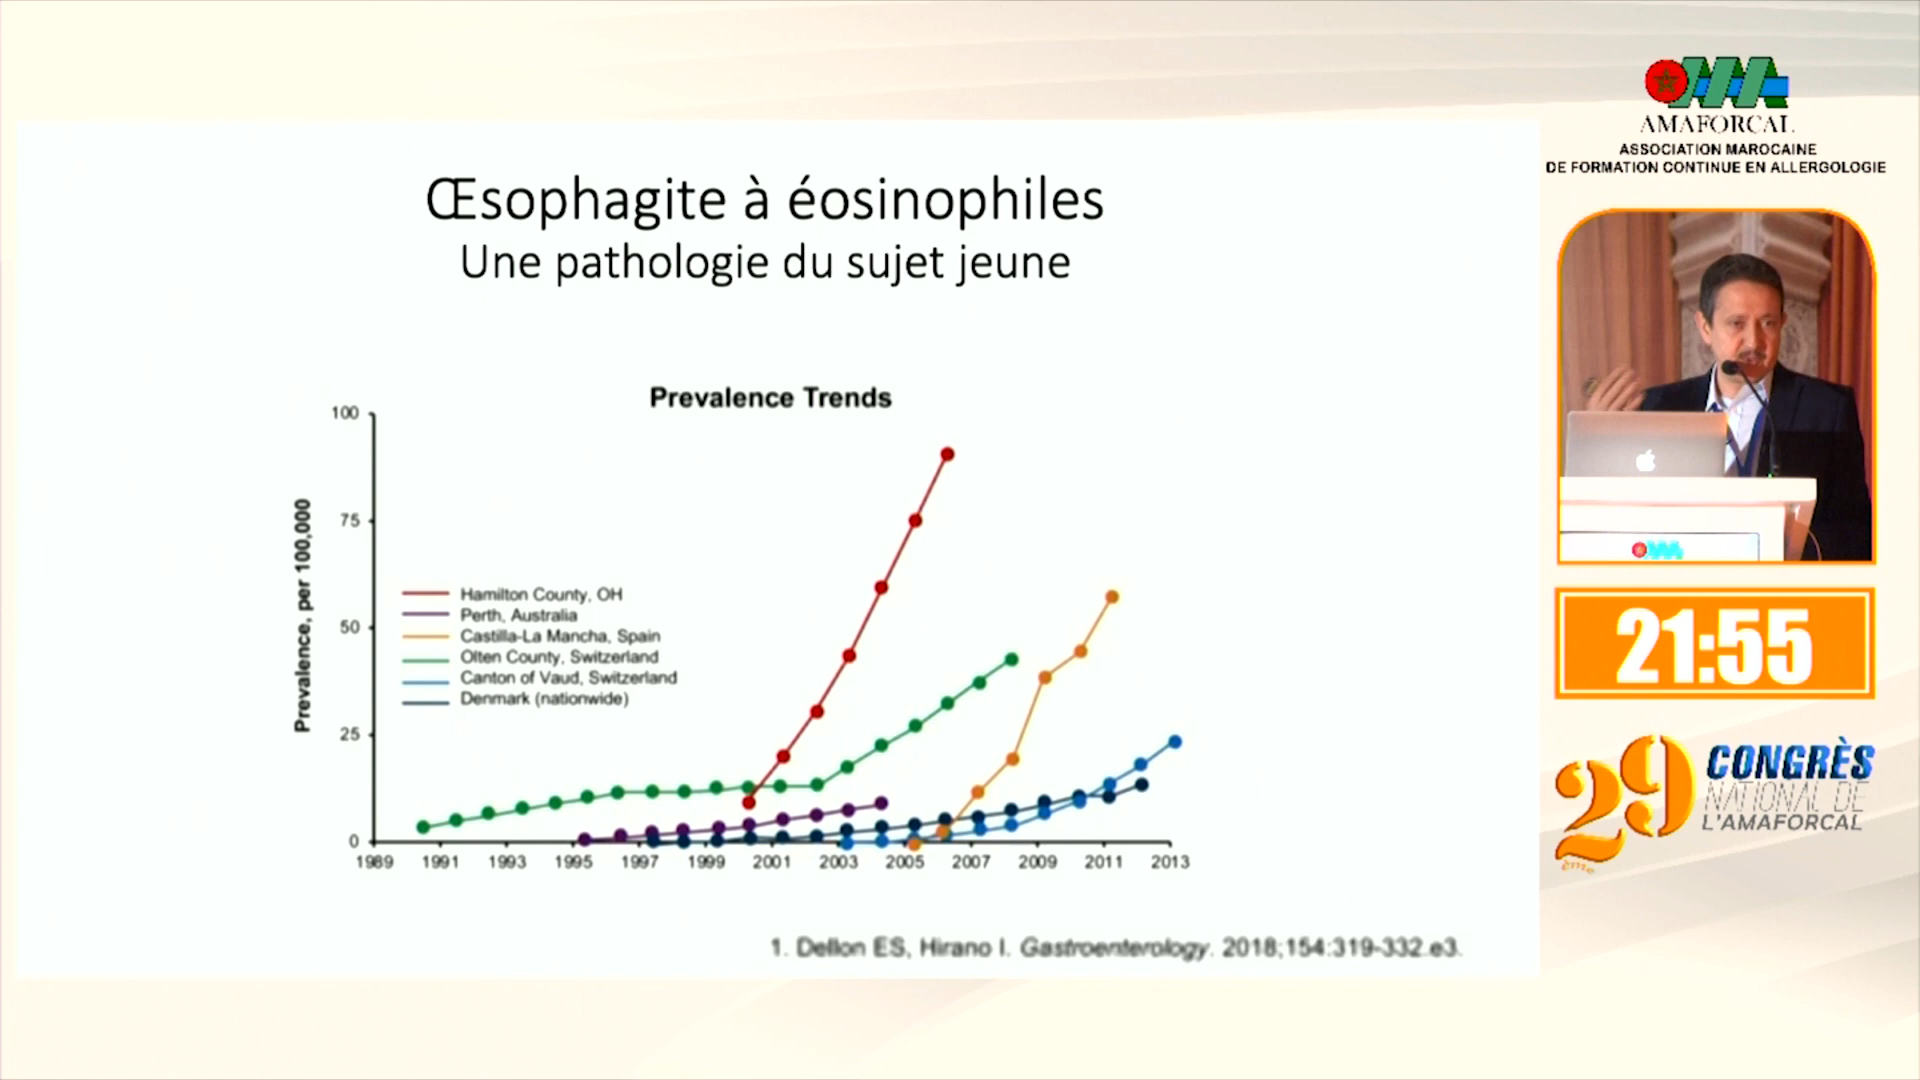 Œsophagite à éosinophiles
Une pathologie du sujet jeune
Prevalence Trends
Prevalence, per 100,000
100
75
50
25
0
Hamilton County, OH
Perth, Australia
Castilla-La Mancha, Spain
Olten County, Switzerland
Canton of Vaud, Switzerland
Denmark (nationwide)
1989 1991 1993 1995 1997 1999 2001 2003 2005 2007 2009 2011 2013
1. Dellon ES, Hirano I. Gastroenterology. 2018;154:319-332.e3.
AMAFORCAL
ASSOCIATION MAROCAINE
DE FORMATION CONTINUE EN ALLERGOLOGIE
21:55
29ème
CONGRÈS
NATIONAL DE
L'AMAFORCAL